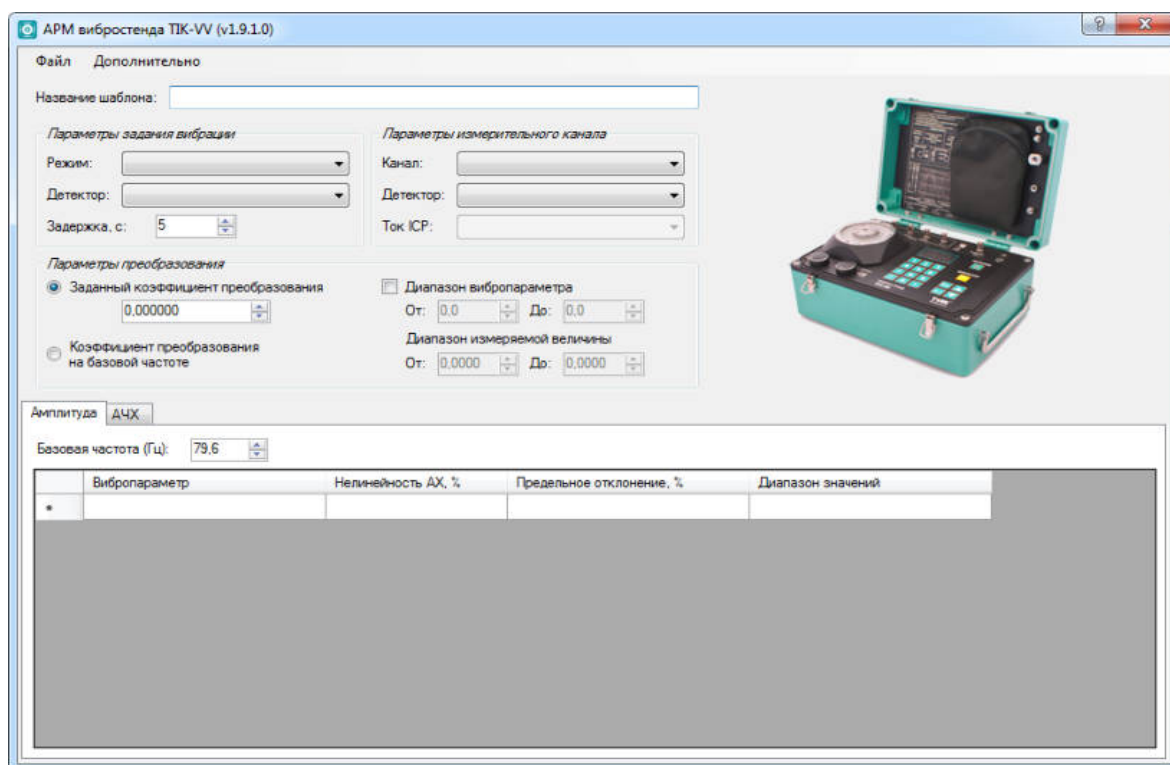 АРМ вибростенда ТІК-VV (v1.9.1.0)
Файл Дополнительно
Название шаблона:
Параметры задания вибрации
Режим:
Детектор:
Задержка, с: 5
Параметры измерительного канала
Канал:
Детектор:
Ток ICP:
Параметры преобразования
Заданный коэффициент преобразования
0,000000
Коэффициент преобразования
на базовой частоте
Диапазон вибропараметра
От: 0,0 До: 0,0
Диапазон измеряемой величины
От: 0,0000 До: 0,0000
Амплитуда АЧХ
Базовая частота (Гц): 79,6
Вибропараметр Нелинейность АХ, % Предельное отклонение, % Диапазон значений